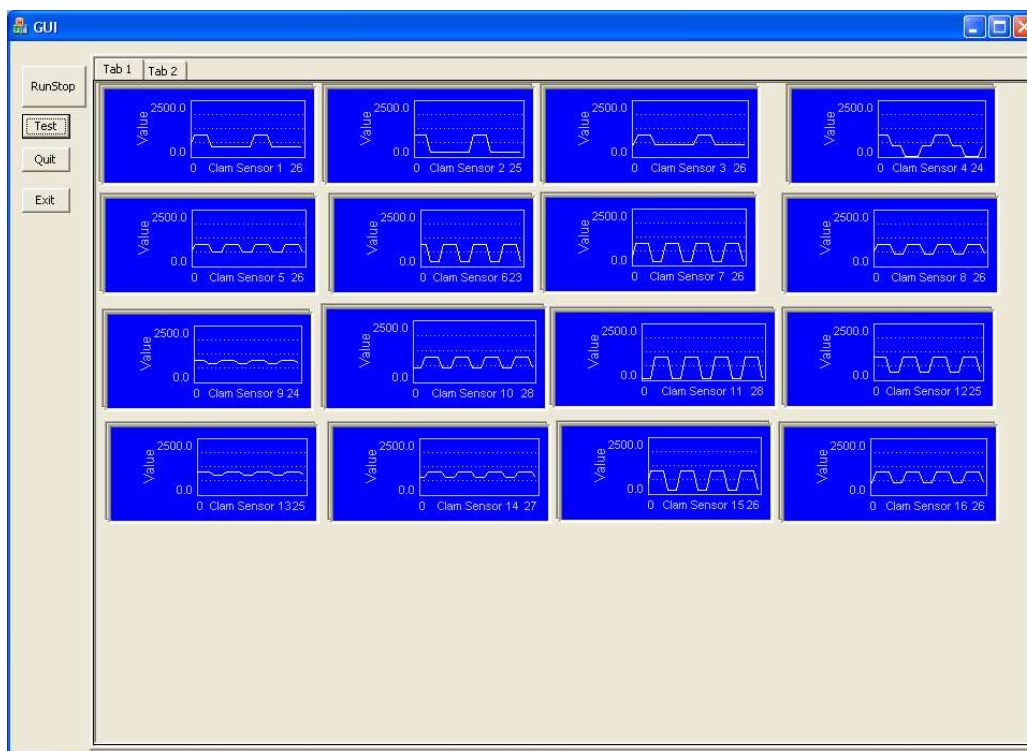 GUI
Tab 1 Tab 2
RunStop
Test
Quit
Exit
2500.0
Value
0.0
0 Clam Sensor 1 26
2500.0
Value
0.0
0 Clam Sensor 2 25
2500.0
Value
0.0
0 Clam Sensor 3 26
2500.0
Value
0.0
0 Clam Sensor 4 24
2500.0
Value
0.0
0 Clam Sensor 5 26
2500.0
Value
0.0
0 Clam Sensor 6 23
2500.0
Value
0.0
0 Clam Sensor 7 26
2500.0
Value
0.0
0 Clam Sensor 8 26
2500.0
Value
0.0
0 Clam Sensor 9 24
2500.0
Value
0.0
0 Clam Sensor 10 28
2500.0
Value
0.0
0 Clam Sensor 11 28
2500.0
Value
0.0
0 Clam Sensor 12 25
2500.0
Value
0.0
0 Clam Sensor 13 25
2500.0
Value
0.0
0 Clam Sensor 14 27
2500.0
Value
0.0
0 Clam Sensor 15 26
2500.0
Value
0.0
0 Clam Sensor 16 26